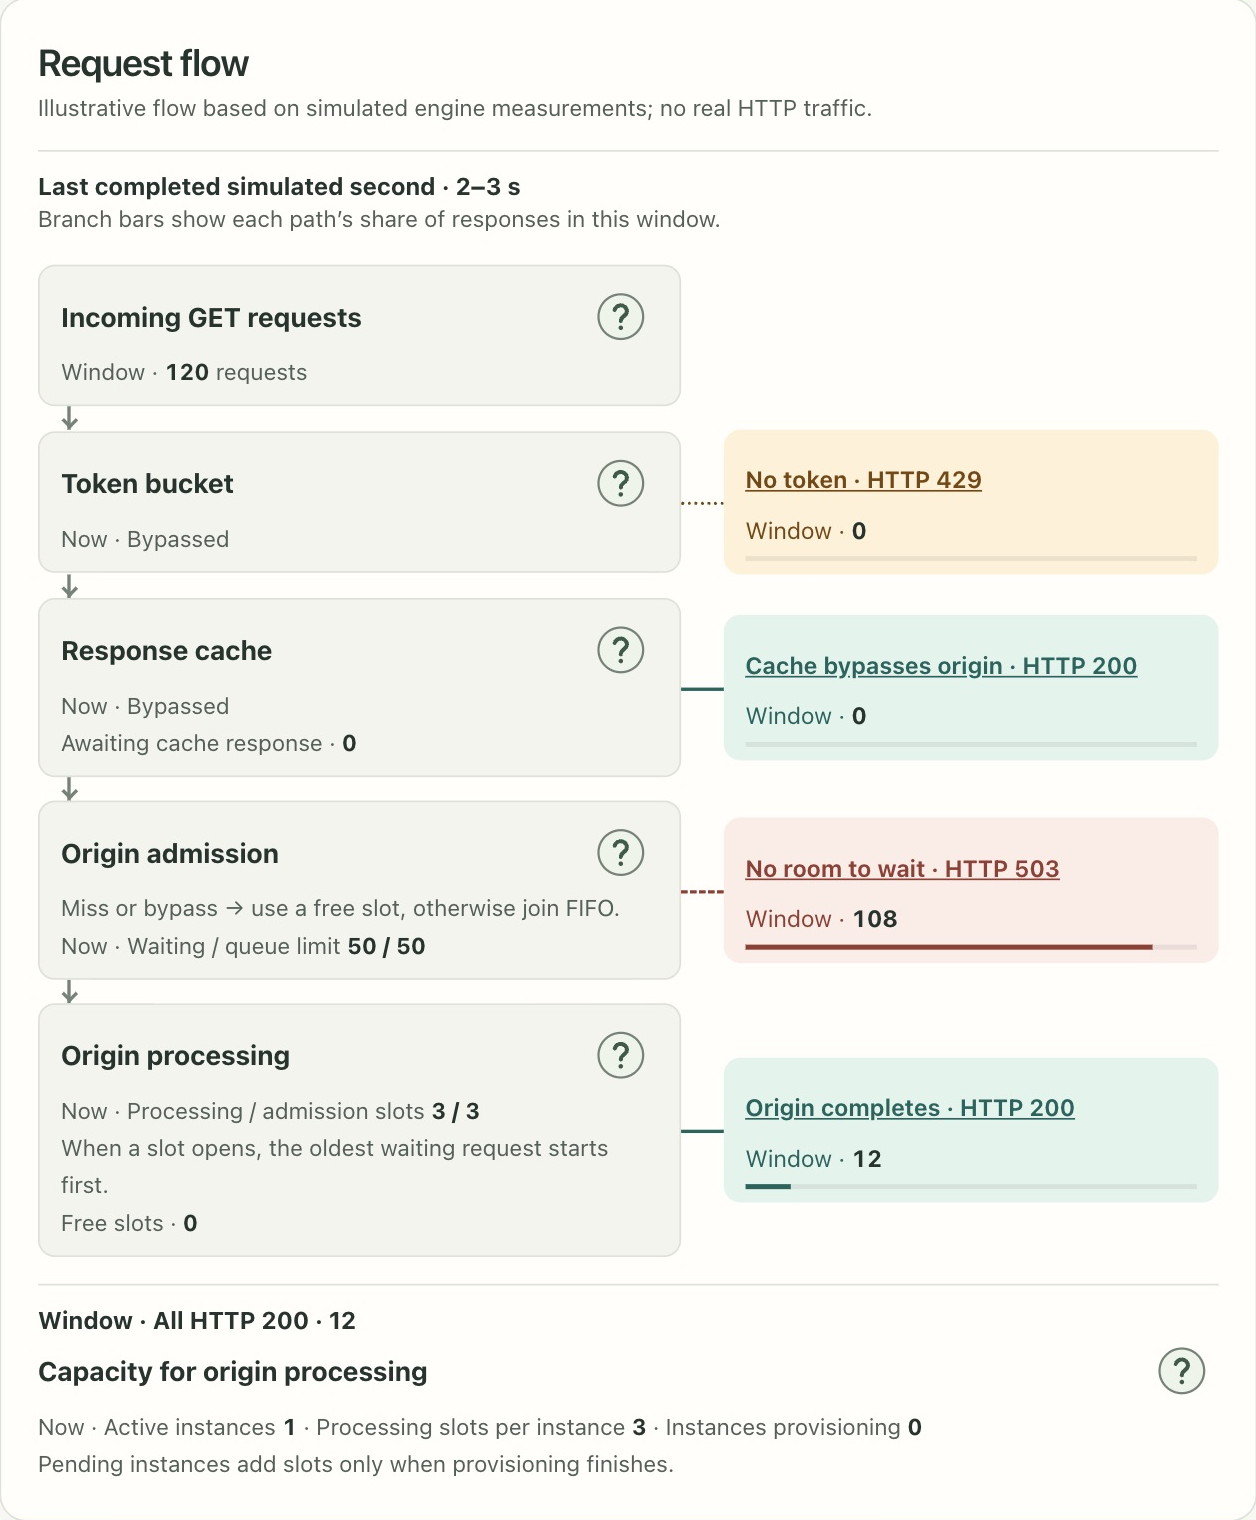 Request flow
Illustrative flow based on simulated engine measurements; no real HTTP traffic.
Last completed simulated second · 2–3 s
Branch bars show each path’s share of responses in this window.
Incoming GET requests
?
Window · 120 requests
Token bucket
?
Now · Bypassed
No token · HTTP 429
Window · 0
Response cache
?
Now · Bypassed
Awaiting cache response · 0
Cache bypasses origin · HTTP 200
Window · 0
Origin admission
?
Miss or bypass → use a free slot, otherwise join FIFO.
Now · Waiting / queue limit 50 / 50
No room to wait · HTTP 503
Window · 108
Origin processing
?
Now · Processing / admission slots 3 / 3
When a slot opens, the oldest waiting request starts
first.
Free slots · 0
Origin completes · HTTP 200
Window · 12
Window · All HTTP 200 · 12
Capacity for origin processing
?
Now · Active instances 1 · Processing slots per instance 3 · Instances provisioning 0
Pending instances add slots only when provisioning finishes.